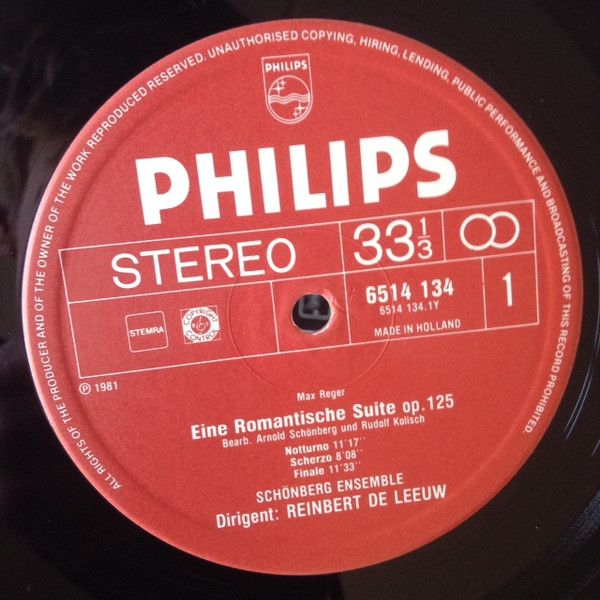 ALL RIGHTS OF THE PRODUCER AND OF THE OWNER OF THE WORK REPRODUCED RESERVED. UNAUTHORISED COPYING, HIRING, LENDING, PUBLIC PERFORMANCE AND BROADCASTING OF THIS RECORD PROHIBITED.
PHILIPS
PHILIPS
STEREO
33 1/3
STEMRA
COPYRIGHT CONTROL
6514 134
6514 134.1Y
MADE IN HOLLAND
1
℗ 1981
Max Reger
Eine Romantische Suite op.125
Bearb. Arnold Schönberg und Rudolf Kolisch
Notturno 11'17''
Scherzo 8'08''
Finale 11'33''
SCHÖNBERG ENSEMBLE
Dirigent: REINBERT DE LEEUW